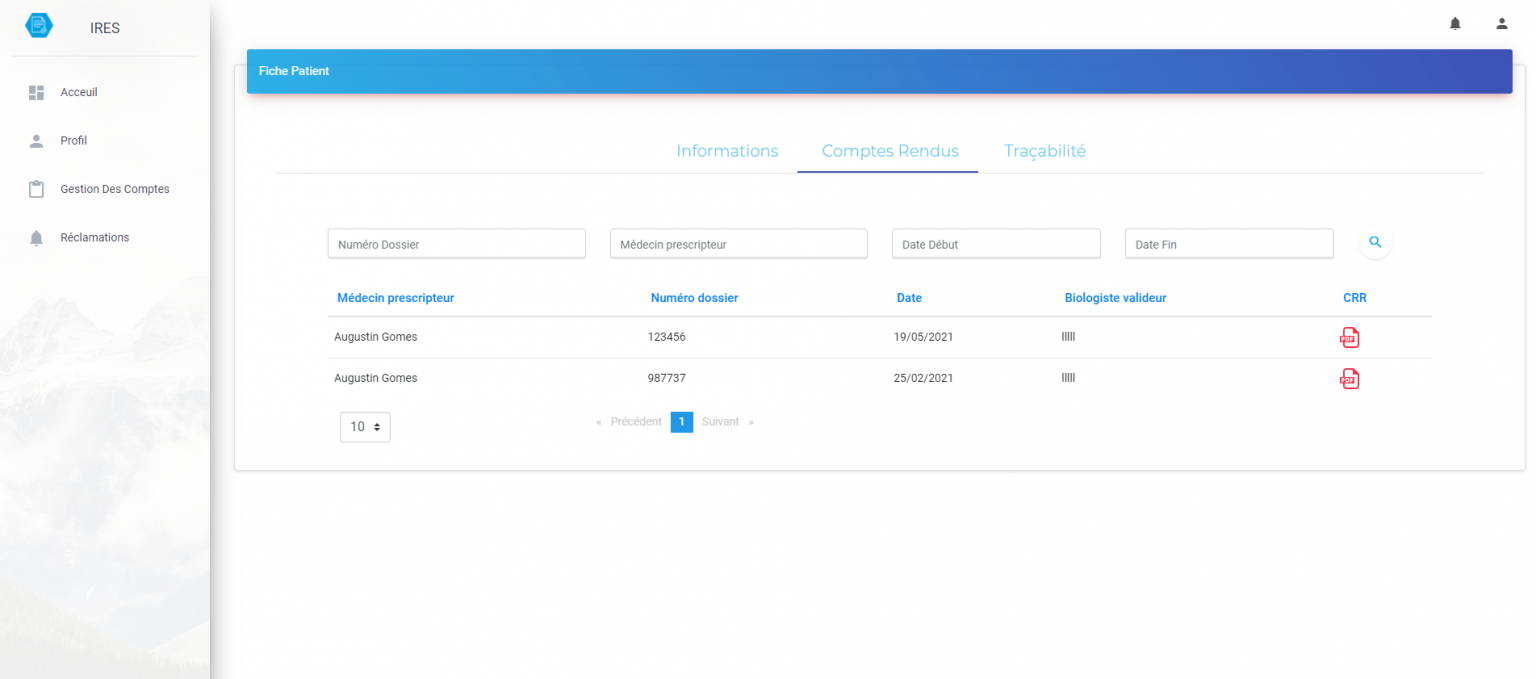 IRES
Acceuil
Profil
Gestion Des Comptes
Réclamations
Fiche Patient
Informations Comptes Rendus Traçabilité
Numéro Dossier Médecin prescripteur Date Début Date Fin
Médecin prescripteur Numéro dossier Date Biologiste valideur CRR
Augustin Gomes 123456 19/05/2021 lllll PDF
Augustin Gomes 987737 25/02/2021 lllll PDF
10 « Précédent 1 Suivant »